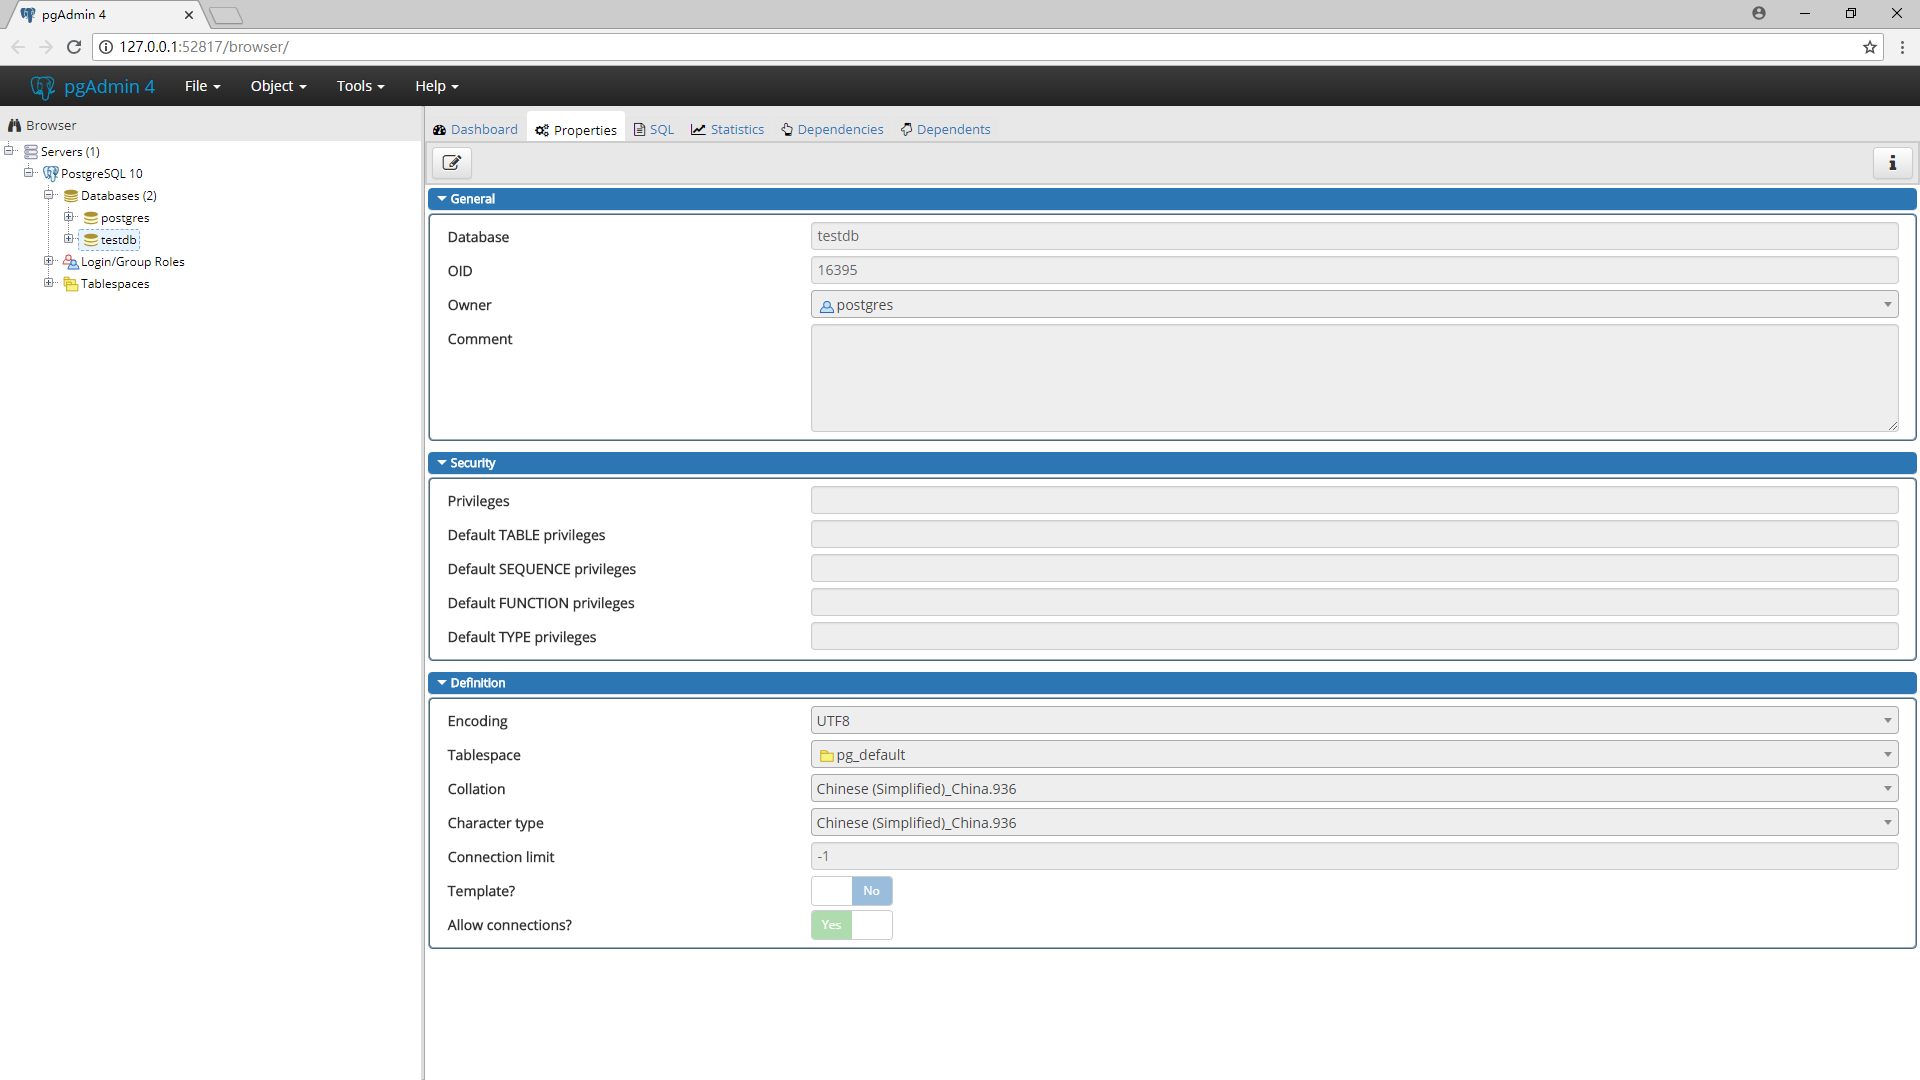 pgAdmin 4
127.0.0.1:52817/browser/
pgAdmin 4 File Object Tools Help
Browser
Servers (1)
PostgreSQL 10
Databases (2)
postgres
testdb
Login/Group Roles
Tablespaces
Dashboard Properties SQL Statistics Dependencies Dependents
General
Database testdb
OID 16395
Owner postgres
Comment
Security
Privileges
Default TABLE privileges
Default SEQUENCE privileges
Default FUNCTION privileges
Default TYPE privileges
Definition
Encoding UTF8
Tablespace pg_default
Collation Chinese (Simplified)_China.936
Character type Chinese (Simplified)_China.936
Connection limit -1
Template? No
Allow connections? Yes